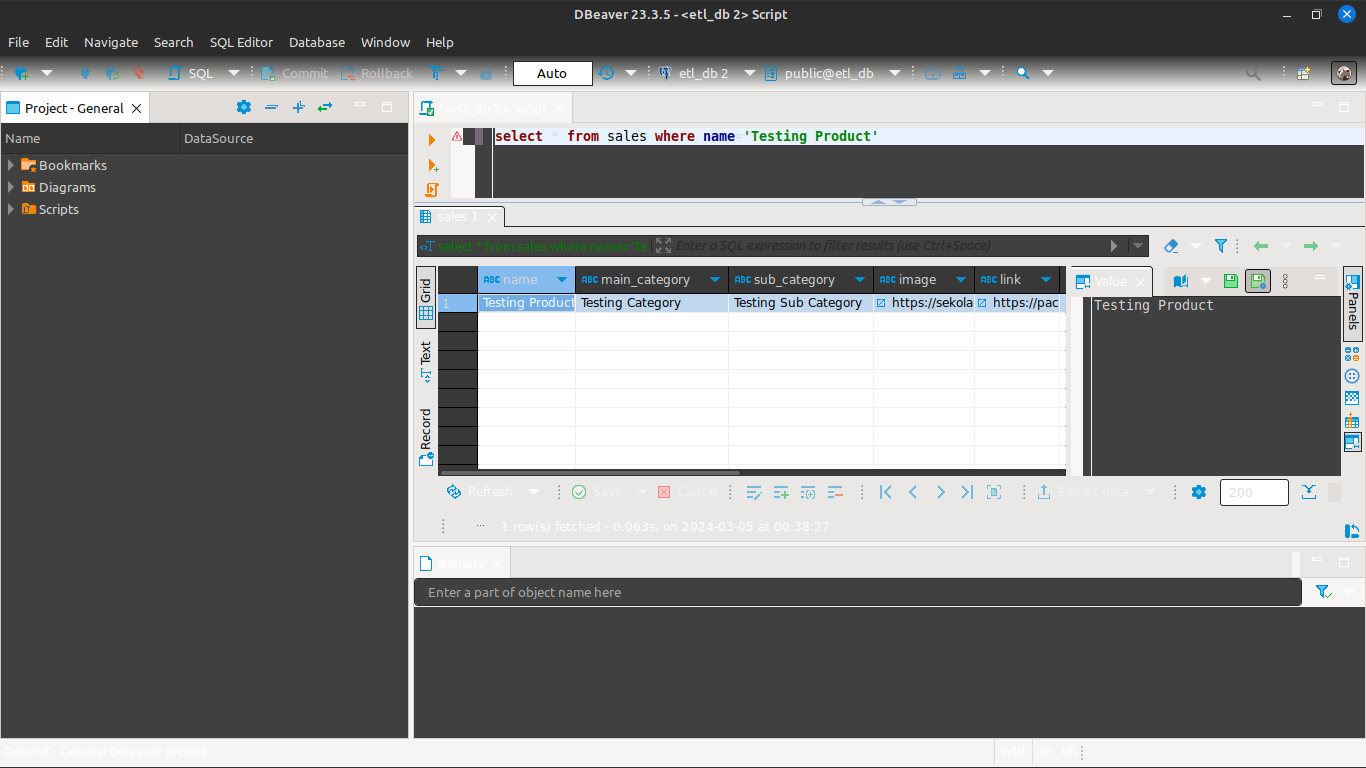 DBeaver 23.3.5 - <etl_db 2> Script
File Edit Navigate Search SQL Editor Database Window Help
SQL Commit Rollback Auto etl_db 2 public@etl_db
Project - General
Name DataSource
Bookmarks
Diagrams
Scripts
*<etl_db 2> Script
select * from sales where name 'Testing Product'
sales 1
select * from sales where name='Te Enter a SQL expression to filter results (use Ctrl+Space)
Grid
Text
Record
name main_category sub_category image link
1 Testing Product Testing Category Testing Sub Category https://sekola https://pac
Value
Testing Product
Panels
Refresh Save Cancel Export data 200
1 row(s) fetched - 0.063s, on 2024-03-05 at 00:38:27
#empty
Enter a part of object name here
General - General DBeaver project WIB en_US